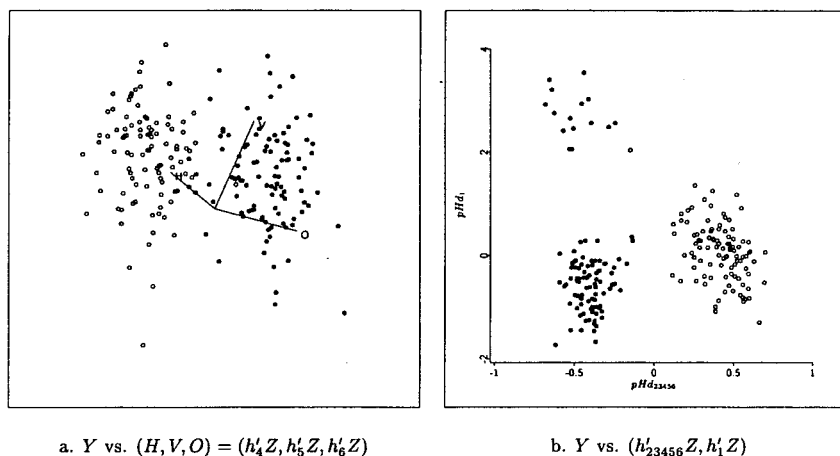 V
H
O
4
2
0
-2
pHd₁
-1
-0.5
0
0.5
1
pHd₂₃₄₅₆
a. Y vs. (H, V, O) = (h′₄Z, h′₅Z, h′₆Z)
b. Y vs. (h′₂₃₄₅₆Z, h′₁Z)